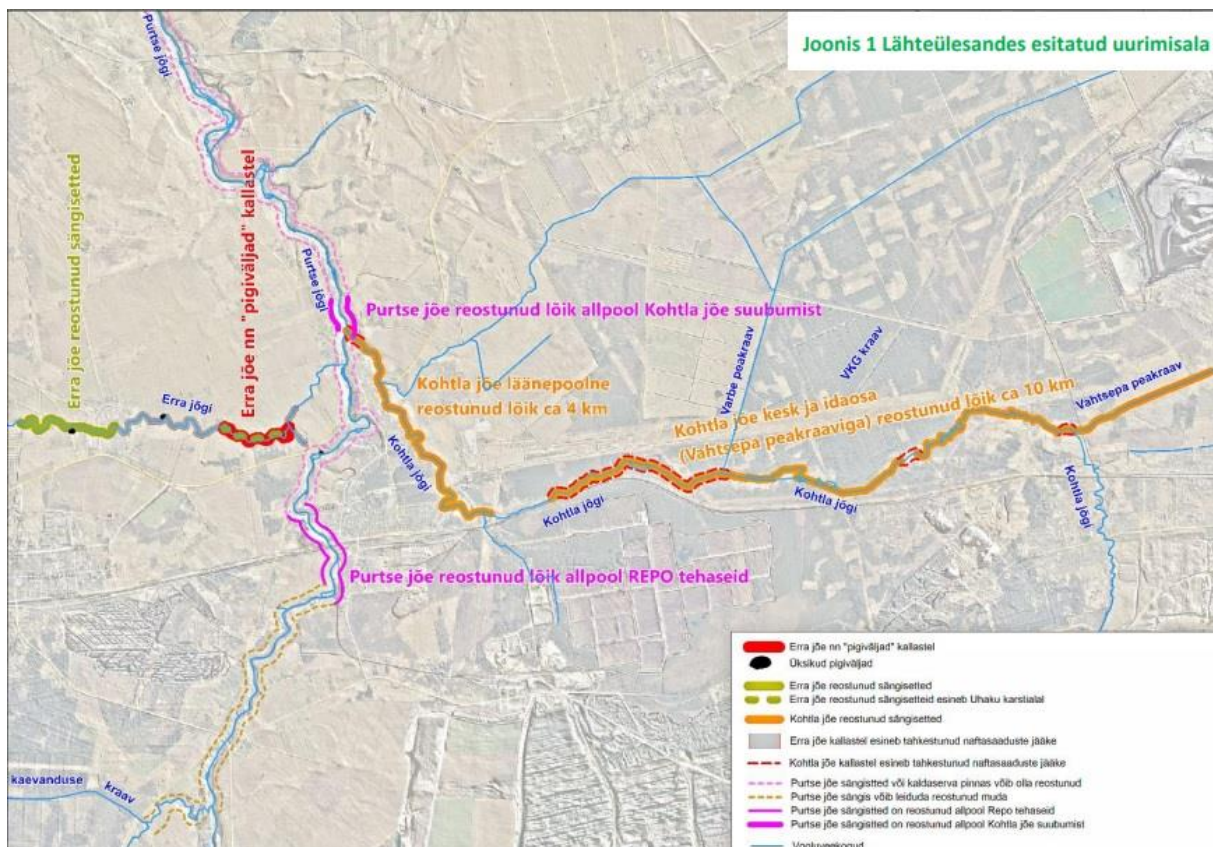 Joonis 1 Lähteülesandes esitatud uurimisala
Purtse jõgi
Erra jõe reostunud sängisetted
Erra jõe nn "pigiväljad" kallastel
Purtse jõgi
Purtse jõe reostunud lõik allpool Kohtla jõe suubumist
Varbe peakraav
VKG kraav
Kohtla jõe läänepoolne
reostunud lõik ca 4 km
Kohtla jõe kesk ja idaosa
(Vahtsepa peakraaviga) reostunud lõik ca 10 km
Vahtsepa peakraav
Erra jõgi
Kohtla jõgi
Kohtla jõgi
Kohtla jõgi
Kohtla jõgi
Purtse jõe reostunud lõik allpool REPO tehaseid
kaevanduse
kraav
Erra jõe nn "pigiväljad" kallastel
Üksikud pigiväljad
Erra jõe reostunud sängisetted
Erra jõe reostunud sängisetteid esineb Uhaku karstialal
Kohtla jõe reostunud sängisetted
Erra jõe kallastel esineb tahkestunud naftasaaduste jääke
Kohtla jõe kallastel esineb tahkestunud naftasaaduste jääke
Purtse jõe sängistted või kaldaserva pinnas võib olla reostunud
Purtse jõe sängis võib leiduda reostunud muda
Purtse jõe sängistted on reostunud allpool Repo tehaseid
Purtse jõe sängistted on reostunud allpool Kohtla jõe suubumist
Vooluveekogud